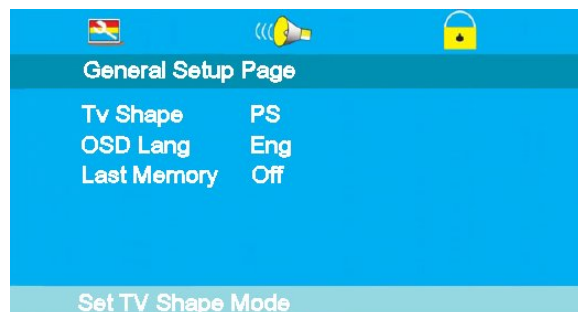 General Setup Page
Tv Shape PS
OSD Lang Eng
Last Memory Off
Set TV Shape Mode